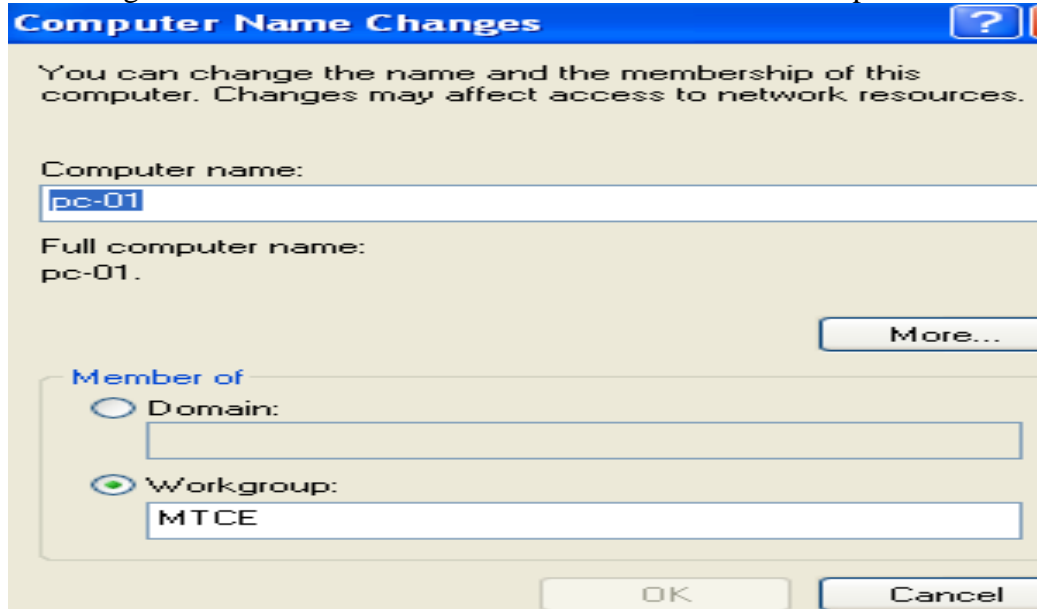 Computer Name Changes
?
You can change the name and the membership of this
computer. Changes may affect access to network resources.
Computer name:
pc-01
Full computer name:
pc-01.
More...
Member of
Domain:
Workgroup:
MTCE
OK
Cancel